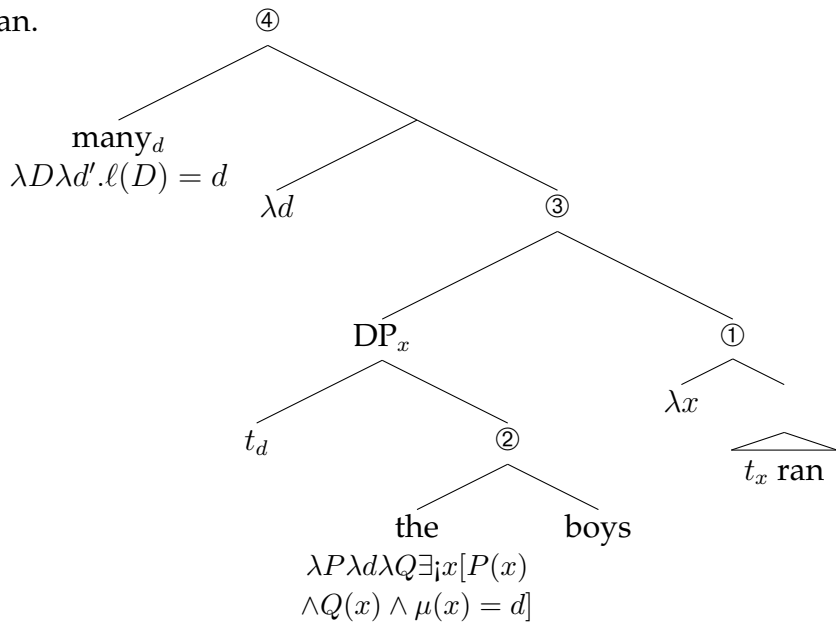 an.
④
many_d
λDλd′.ℓ(D) = d
λd
③
DP_x
①
t_d
②
λx
t_x ran
the
boys
λPλdλQ∃¡x[P(x)
∧Q(x) ∧ μ(x) = d]